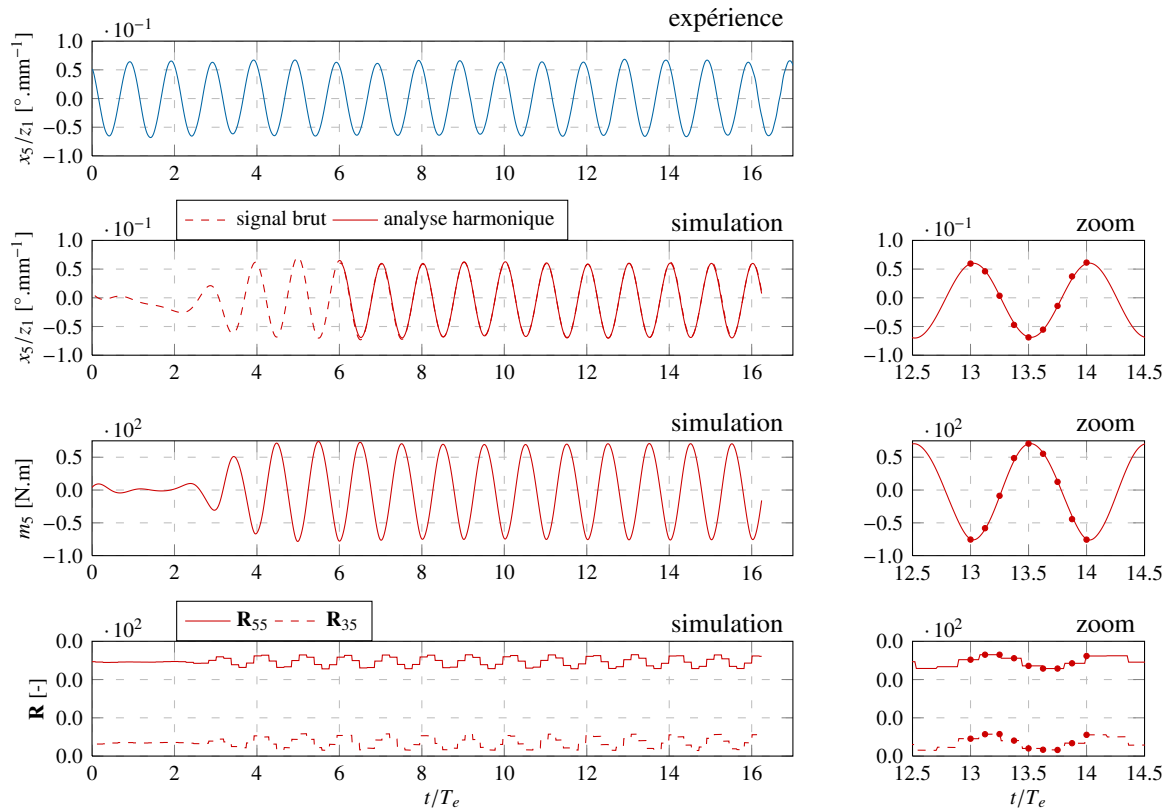 expérience
· 10⁻¹
1.0
0.5
0.0
−0.5
−1.0
x₅/z₁ [°.mm⁻¹]
0 2 4 6 8 10 12 14 16
signal brut analyse harmonique
simulation
· 10⁻¹
1.0
0.5
0.0
−0.5
−1.0
x₅/z₁ [°.mm⁻¹]
0 2 4 6 8 10 12 14 16
zoom
· 10⁻¹
1.0
0.5
0.0
−0.5
−1.0
12.5 13 13.5 14 14.5
simulation
· 10²
0.5
0.0
−0.5
−1.0
m₅ [N.m]
0 2 4 6 8 10 12 14 16
zoom
· 10²
0.5
0.0
−0.5
−1.0
12.5 13 13.5 14 14.5
R₅₅ R₃₅
simulation
· 10²
0.0
0.0
0.0
0.0
R [-]
0 2 4 6 8 10 12 14 16
t/Tₑ
zoom
· 10²
0.0
0.0
0.0
0.0
12.5 13 13.5 14 14.5
t/Tₑ